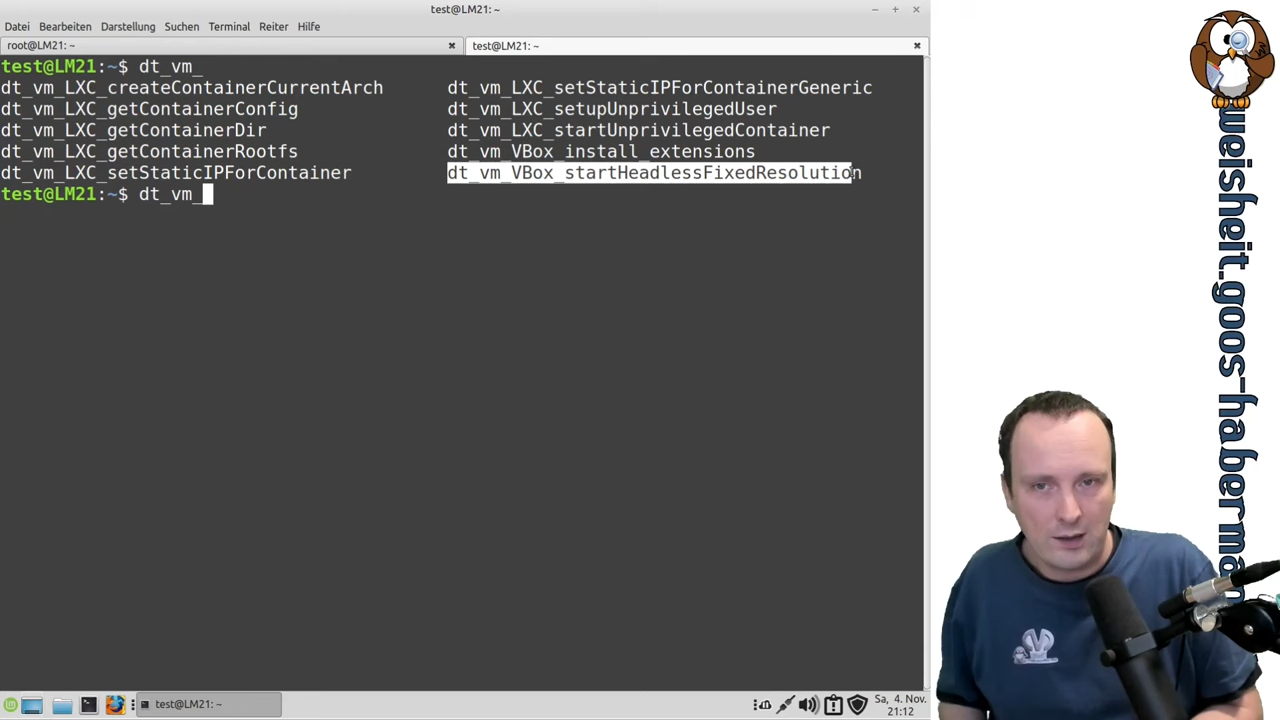 test@LM21: ~
Datei Bearbeiten Darstellung Suchen Terminal Reiter Hilfe
root@LM21: ~
test@LM21: ~
test@LM21:~$ dt_vm_
dt_vm_LXC_createContainerCurrentArch dt_vm_LXC_setStaticIPForContainerGeneric
dt_vm_LXC_getContainerConfig dt_vm_LXC_setupUnprivilegedUser
dt_vm_LXC_getContainerDir dt_vm_LXC_startUnprivilegedContainer
dt_vm_LXC_getContainerRootfs dt_vm_VBox_install_extensions
dt_vm_LXC_setStaticIPForContainer dt_vm_VBox_startHeadlessFixedResolution
test@LM21:~$ dt_vm_
test@LM21: ~
Sa, 4. Nov.
21:12
weisheit.goos-haberman